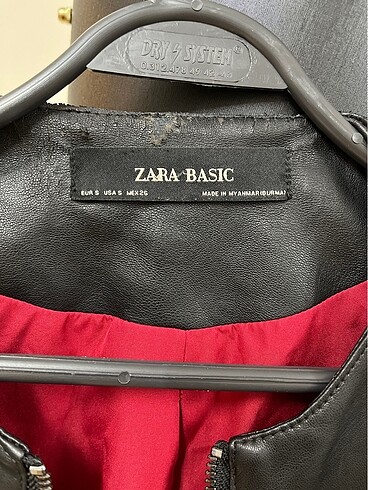 DRY SYSTEM®
ZARA BASIC
EUR S USA S MEX 26 MADE IN MYANMAR (BURMA)